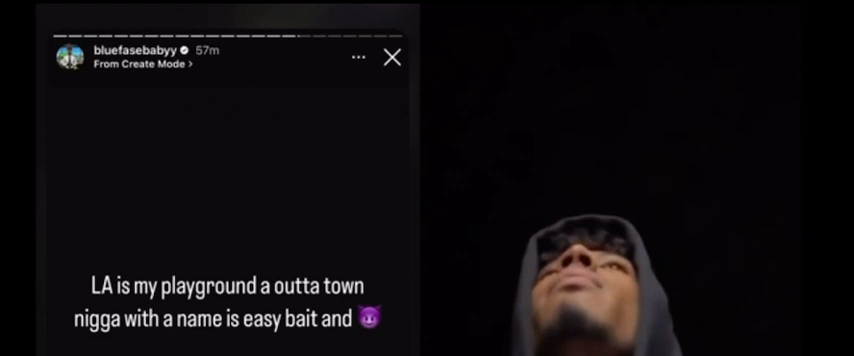 bluefasebabyy 57m
From Create Mode >
LA is my playground a outta town
nigga with a name is easy bait and 😈